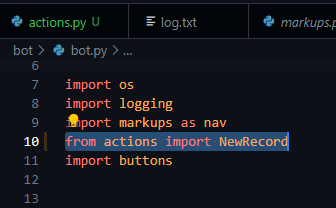 actions.py U
log.txt
markups.py
bot > bot.py > ...
6
7 import os
8 import logging
9 import markups as nav
10 from actions import NewRecord
11 import buttons
12
13